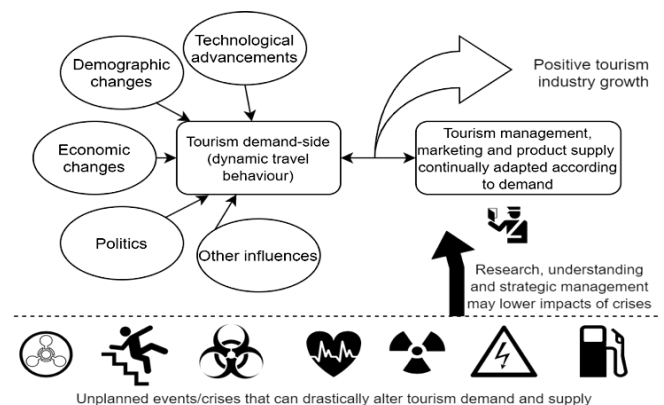 Technological
advancements
Demographic
changes
Economic
changes
Politics
Other influences
Tourism demand-side
(dynamic travel
behaviour)
Positive tourism
industry growth
Tourism management,
marketing and product supply
continually adapted according
to demand
Research, understanding
and strategic management
may lower impacts of crises
Unplanned events/crises that can drastically alter tourism demand and supply